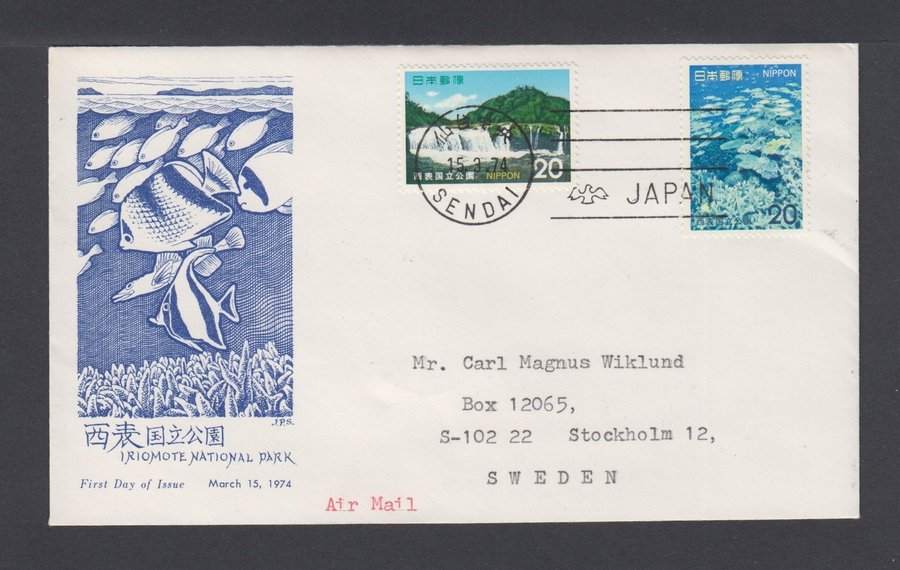 日本郵便
西表国立公園 NIPPON 20
15.3.74
SENDAI
JAPAN
日本郵便 NIPPON
20
J.P.S.
西表国立公園
IRIOMOTE NATIONAL PARK
First Day of Issue March 15, 1974
Mr. Carl Magnus Wiklund
Box 12065,
S-102 22 Stockholm 12,
SWEDEN
Air Mail